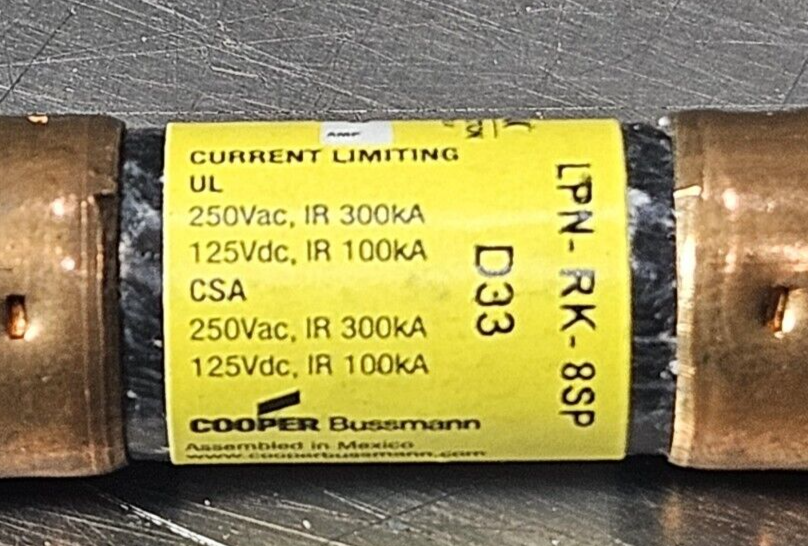 AMP
CURRENT LIMITING
UL
250Vac, IR 300kA
125Vdc, IR 100kA
CSA
250Vac, IR 300kA
125Vdc, IR 100kA
COOPER Bussmann
Assembled in Mexico
www.cooperbussmann.com
D33
LPN-RK-8SP